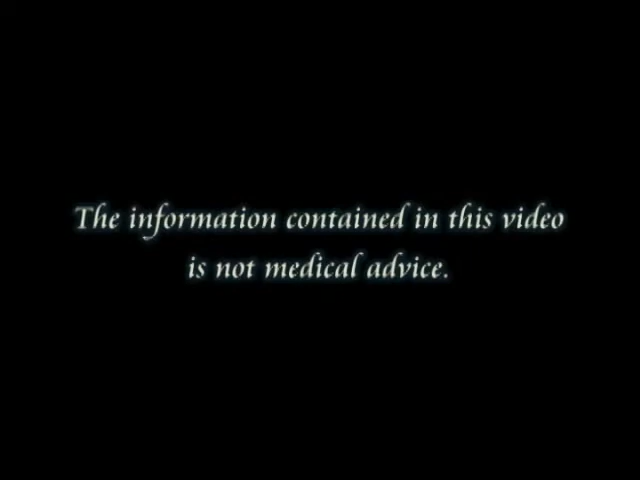 The information contained in this video
is not medical advice.